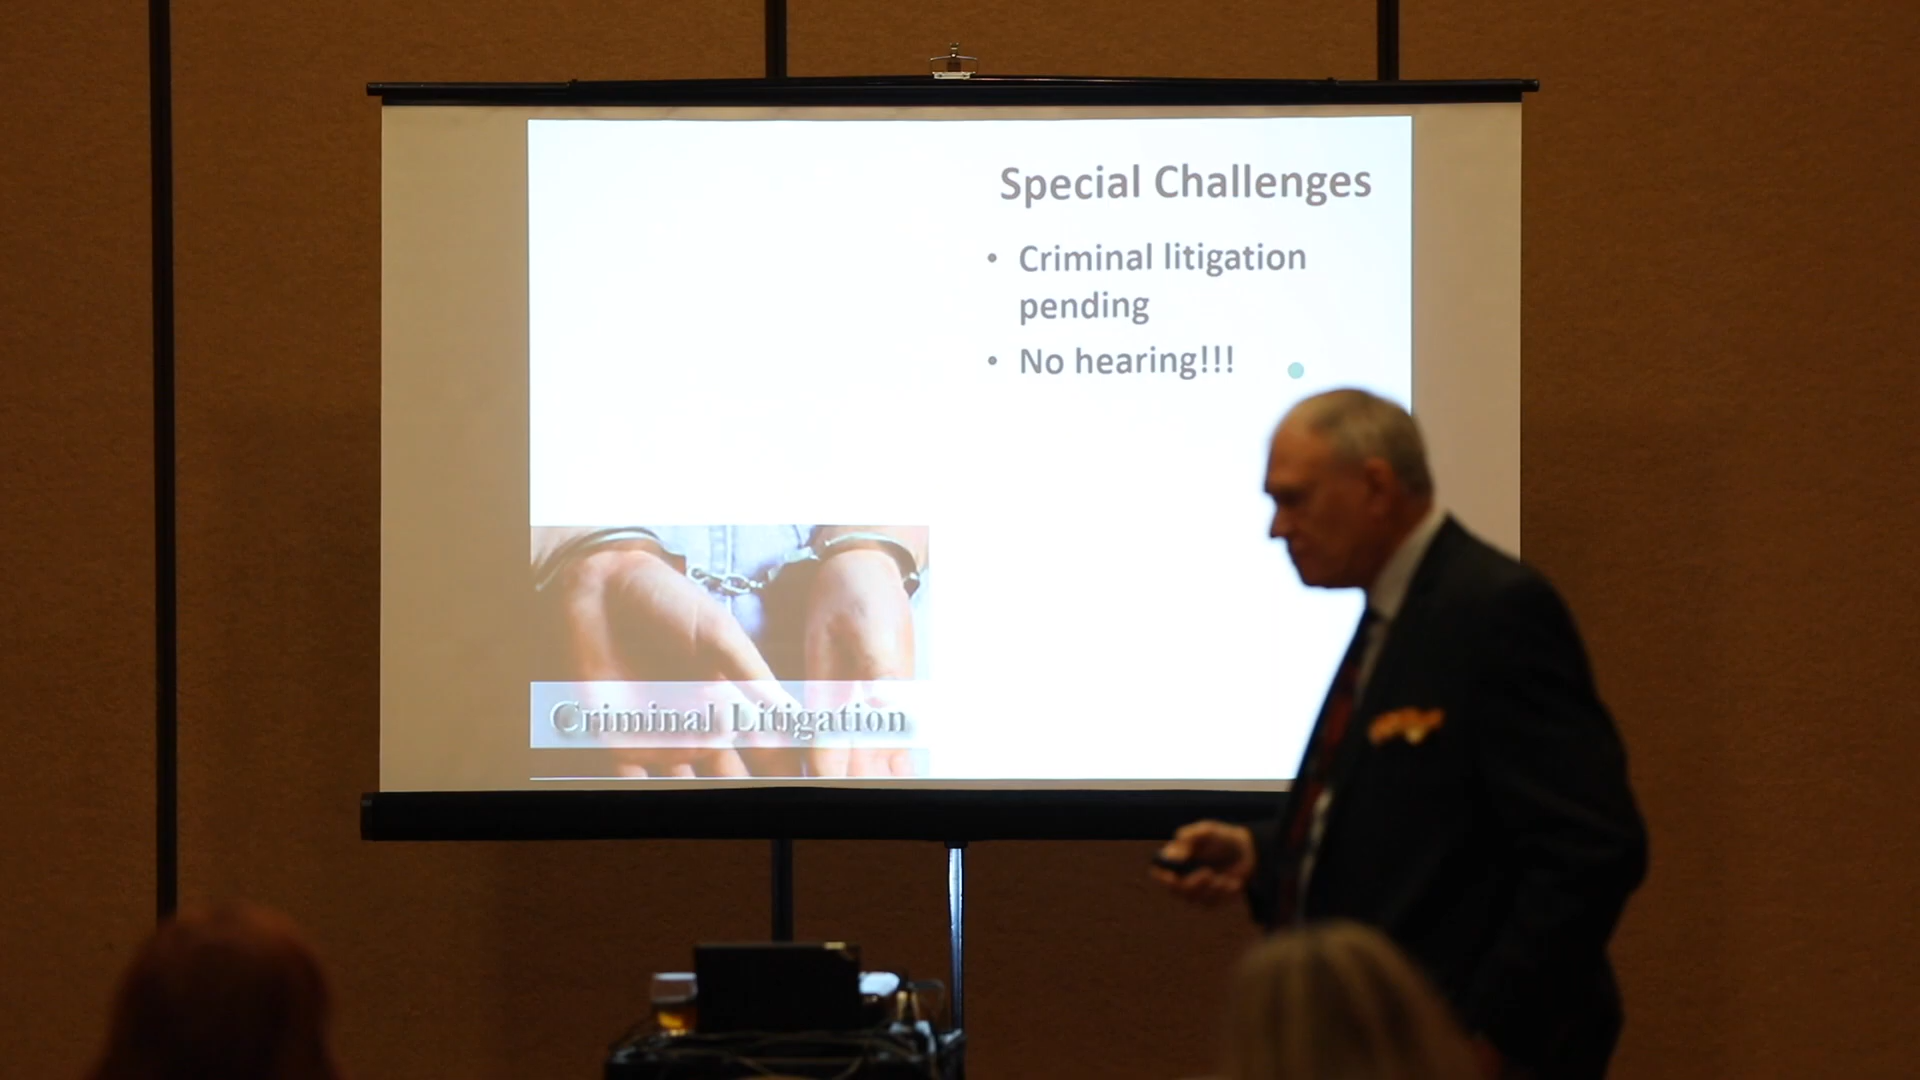 Special Challenges
• Criminal litigation
pending
• No hearing!!!
Criminal Litigation